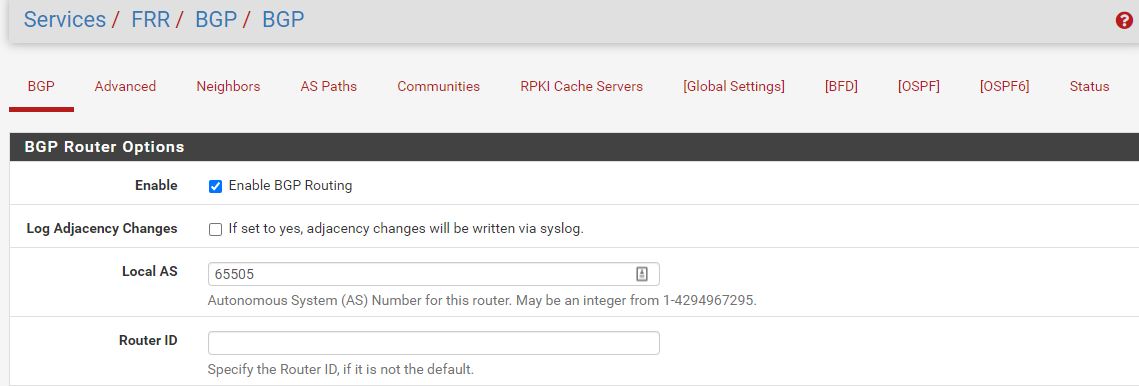 Services / FRR / BGP / BGP
BGP Advanced Neighbors AS Paths Communities RPKI Cache Servers [Global Settings] [BFD] [OSPF] [OSPF6] Status
BGP Router Options
Enable Enable BGP Routing
Log Adjacency Changes If set to yes, adjacency changes will be written via syslog.
Local AS 65505
Autonomous System (AS) Number for this router. May be an integer from 1-4294967295.
Router ID
Specify the Router ID, if it is not the default.